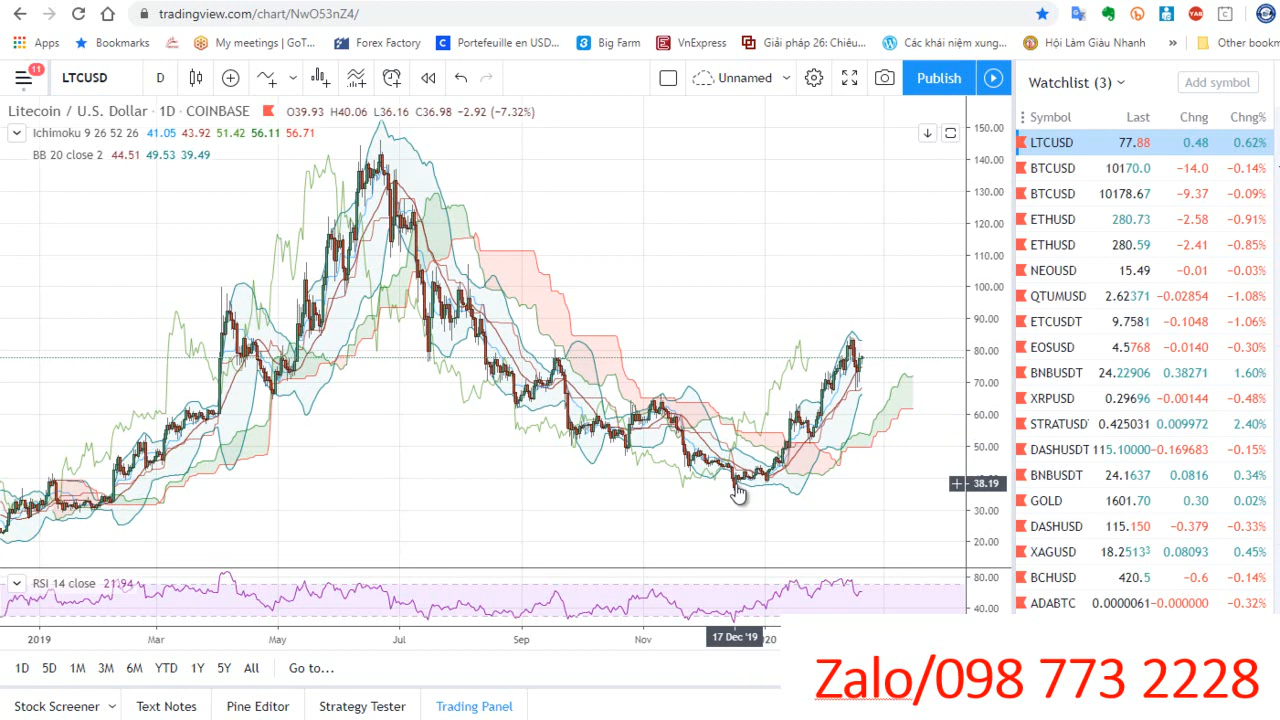 tradingview.com/chart/NwO53nZ4/
Apps Bookmarks My meetings | GoT... Forex Factory Portefeuille en USD... Big Farm VnExpress Giải pháp 26: Chiêu... Các khái niệm xung... Hội Làm Giàu Nhanh » Other bookm
11 LTCUSD D Unnamed Publish
Litecoin / U.S. Dollar · 1D · COINBASE O39.93 H40.06 L36.16 C36.98 −2.92 (−7.32%)
Ichimoku 9 26 52 26 41.05 43.92 51.42 56.11 56.71
BB 20 close 2 44.51 49.53 39.49
150.00
140.00
130.00
120.00
110.00
100.00
90.00
80.00
70.00
60.00
50.00
38.19
30.00
20.00
RSI 14 close 21.94
80.00
40.00
2019 Mar May Jul Sep Nov 17 Dec '19
1D 5D 1M 3M 6M YTD 1Y 5Y All Go to...
Stock Screener Text Notes Pine Editor Strategy Tester Trading Panel
Watchlist (3) Add symbol
Symbol Last Chng Chng%
LTCUSD 77.88 0.48 0.62%
BTCUSD 10170.0 −14.0 −0.14%
BTCUSD 10178.67 −9.37 −0.09%
ETHUSD 280.73 −2.58 −0.91%
ETHUSD 280.59 −2.41 −0.85%
NEOUSD 15.49 −0.01 −0.03%
QTUMUSD 2.62371 −0.02854 −1.08%
ETCUSDT 9.7581 −0.1048 −1.06%
EOSUSD 4.5768 −0.0140 −0.30%
BNBUSDT 24.22906 0.38271 1.60%
XRPUSD 0.29696 −0.00144 −0.48%
STRATUSD 0.425031 0.009972 2.40%
DASHUSDT 115.10000 −0.169683 −0.15%
BNBUSDT 24.1637 0.0816 0.34%
GOLD 1601.70 0.30 0.02%
DASHUSD 115.150 −0.379 −0.33%
XAGUSD 18.2513 0.08093 0.45%
BCHUSD 420.5 −0.6 −0.14%
ADABTC 0.0000061 −0.000000 −0.32%
Zalo/098 773 2228